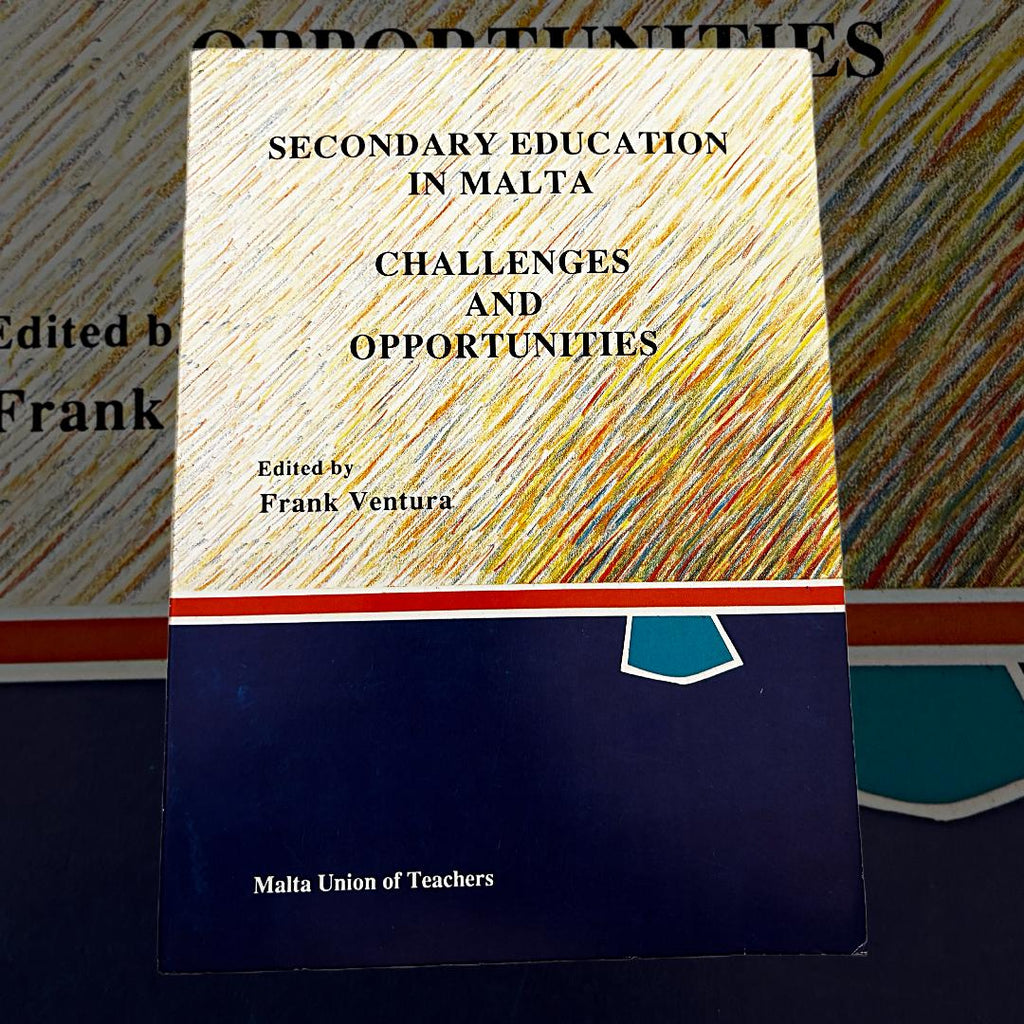 OPPORTUNITIES
SECONDARY EDUCATION
IN MALTA
CHALLENGES
AND
OPPORTUNITIES
Edited by
Frank Ventura
Edited b
Frank
Malta Union of Teachers